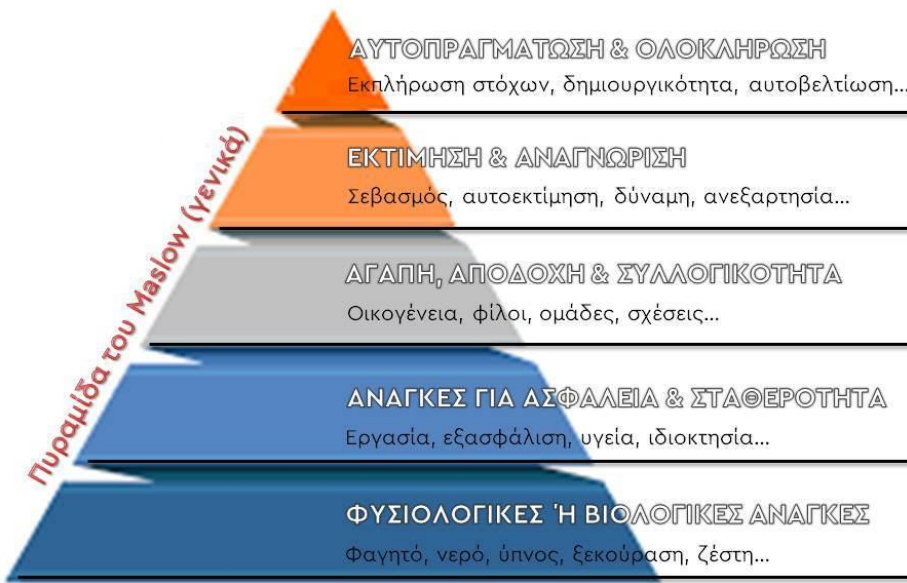 ΑΥΤΟΠΡΑΓΜΑΤΩΣΗ & ΟΛΟΚΛΗΡΩΣΗ
Εκπλήρωση στόχων, δημιουργικότητα, αυτοβελτίωση...
ΕΚΤΙΜΗΣΗ & ΑΝΑΓΝΩΡΙΣΗ
Σεβασμός, αυτοεκτίμηση, δύναμη, ανεξαρτησία...
ΑΓΑΠΗ, ΑΠΟΔΟΧΗ & ΣΥΛΛΟΓΙΚΟΤΗΤΑ
Οικογένεια, φίλοι, ομάδες, σχέσεις...
ΑΝΑΓΚΕΣ ΓΙΑ ΑΣΦΑΛΕΙΑ & ΣΤΑΘΕΡΟΤΗΤΑ
Εργασία, εξασφάλιση, υγεία, ιδιοκτησία...
ΦΥΣΙΟΛΟΓΙΚΕΣ Ή ΒΙΟΛΟΓΙΚΕΣ ΑΝΑΓΚΕΣ
Φαγητό, νερό, ύπνος, ξεκούραση, ζέστη...
Πυραμίδα του Maslow (γενικά)